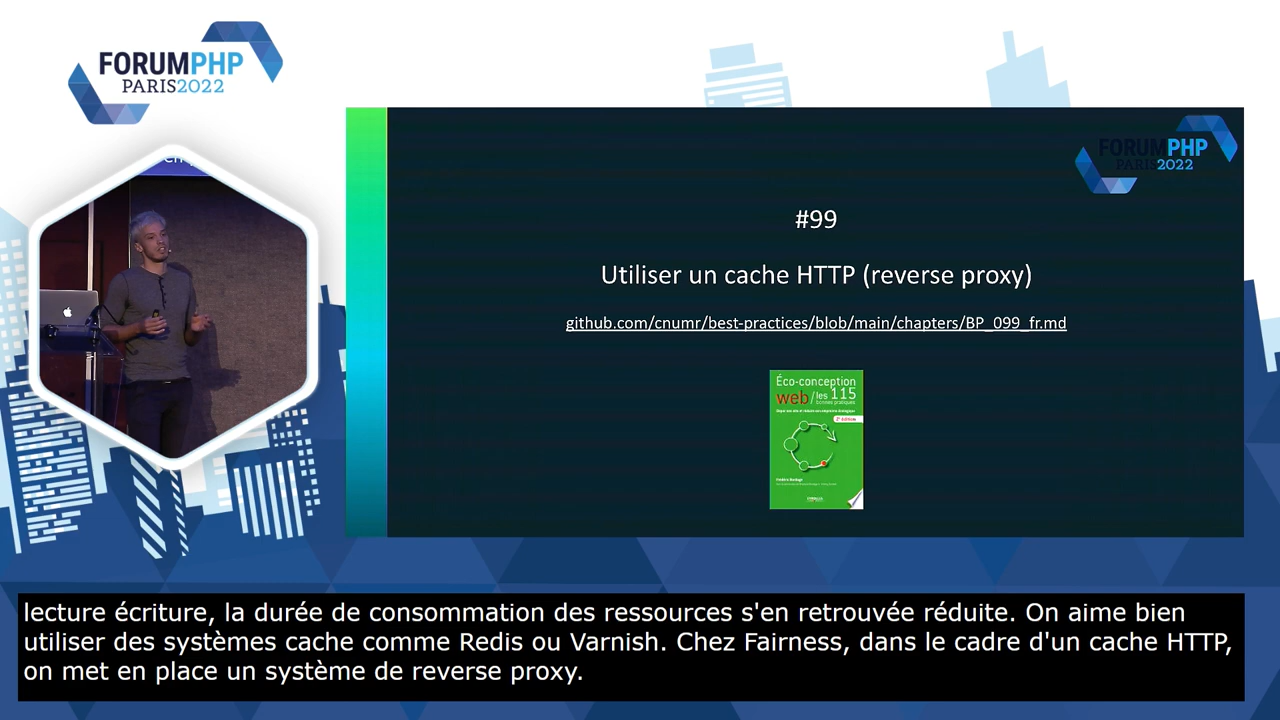 FORUMPHP
PARIS2022
FORUMPHP
PARIS2022
#99
Utiliser un cache HTTP (reverse proxy)
github.com/cnumr/best-practices/blob/main/chapters/BP_099_fr.md
Éco-conception
web / les 115
bonnes pratiques
Frédéric Bordage
lecture écriture, la durée de consommation des ressources s'en retrouvée réduite. On aime bien
utiliser des systèmes cache comme Redis ou Varnish. Chez Fairness, dans le cadre d'un cache HTTP,
on met en place un système de reverse proxy.